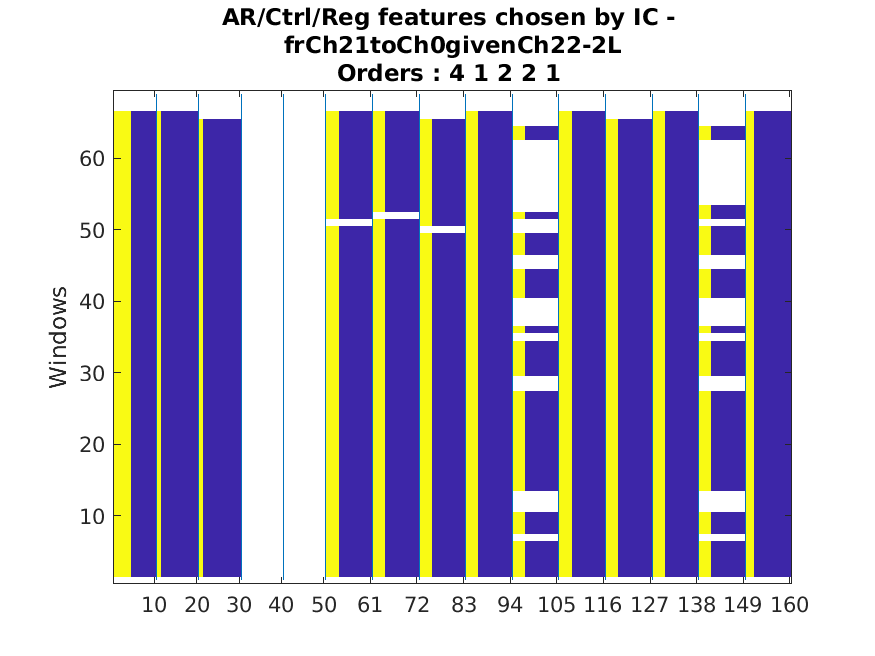 AR/Ctrl/Reg features chosen by IC -
frCh21toCh0givenCh22-2L
Orders : 4 1 2 2 1
Windows
60
50
40
30
20
10
10 20 30 40 50 61 72 83 94 105 116 127 138 149 160